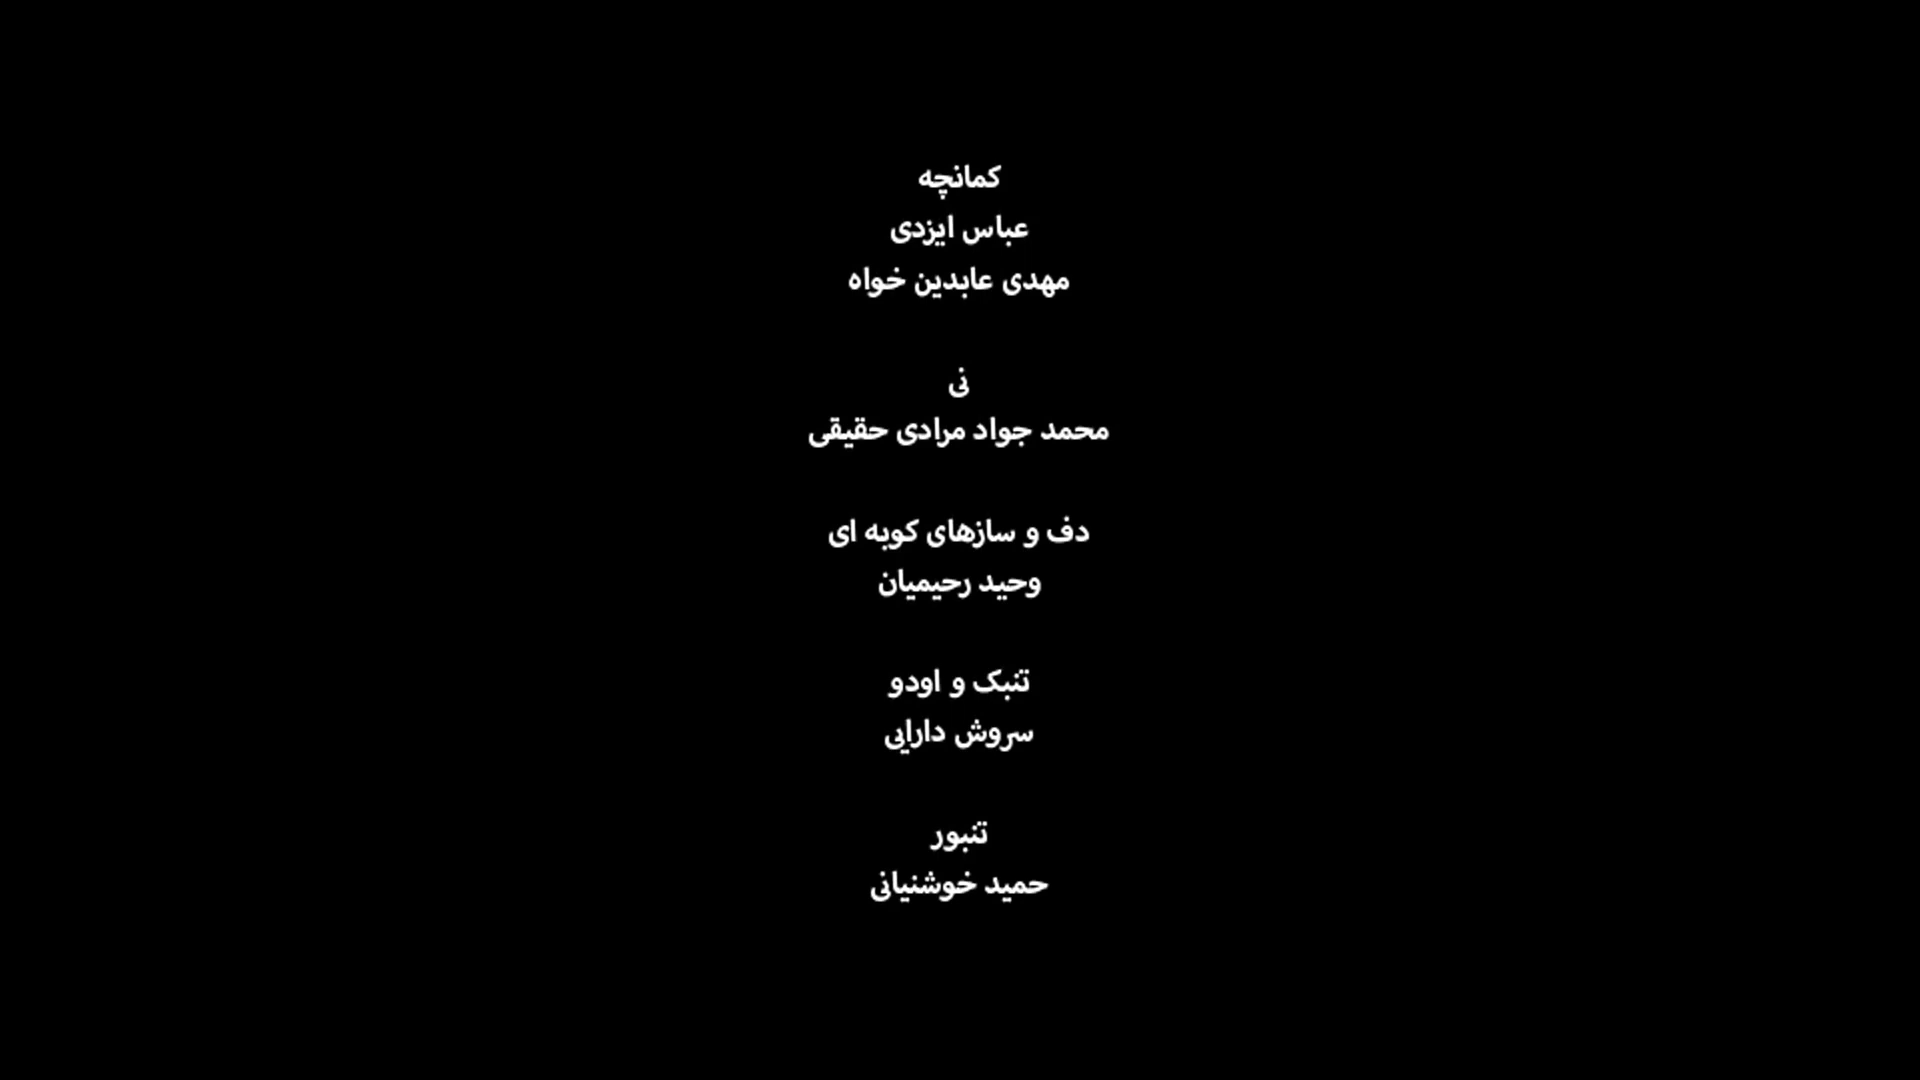 کمانچه
عباس ایزدی
مهدی عابدین خواه
نی
محمد جواد مرادی حقیقی
دف و سازهای کوبه ای
وحید رحیمیان
تنبک و اودو
سروش دارایی
تنبور
حمید خوشنیانی